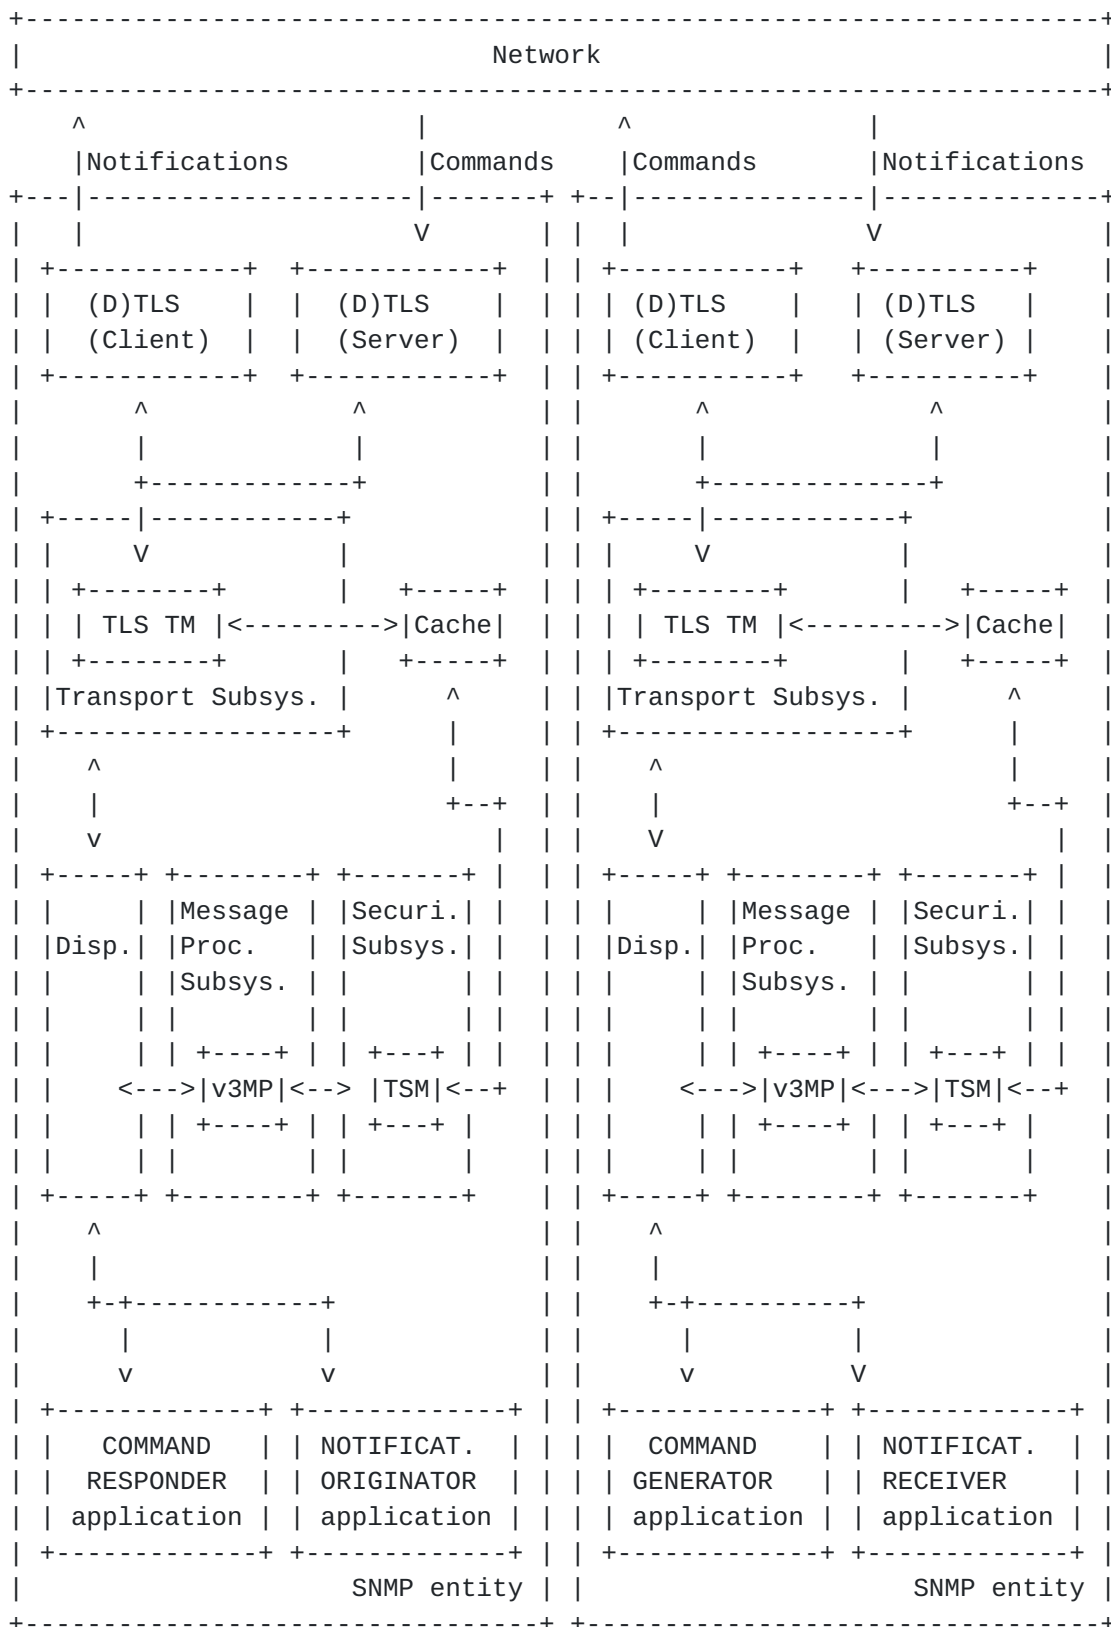 Network
Notifications Commands Commands Notifications
(D)TLS (D)TLS (D)TLS (D)TLS
(Client) (Server) (Client) (Server)
TLS TM Cache TLS TM Cache
Transport Subsys. Transport Subsys.
Message Securi. Message Securi.
Disp. Proc. Subsys. Disp. Proc. Subsys.
Subsys. Subsys.
v3MP TSM v3MP TSM
COMMAND NOTIFICAT. COMMAND NOTIFICAT.
RESPONDER ORIGINATOR GENERATOR RECEIVER
application application application application
SNMP entity SNMP entity